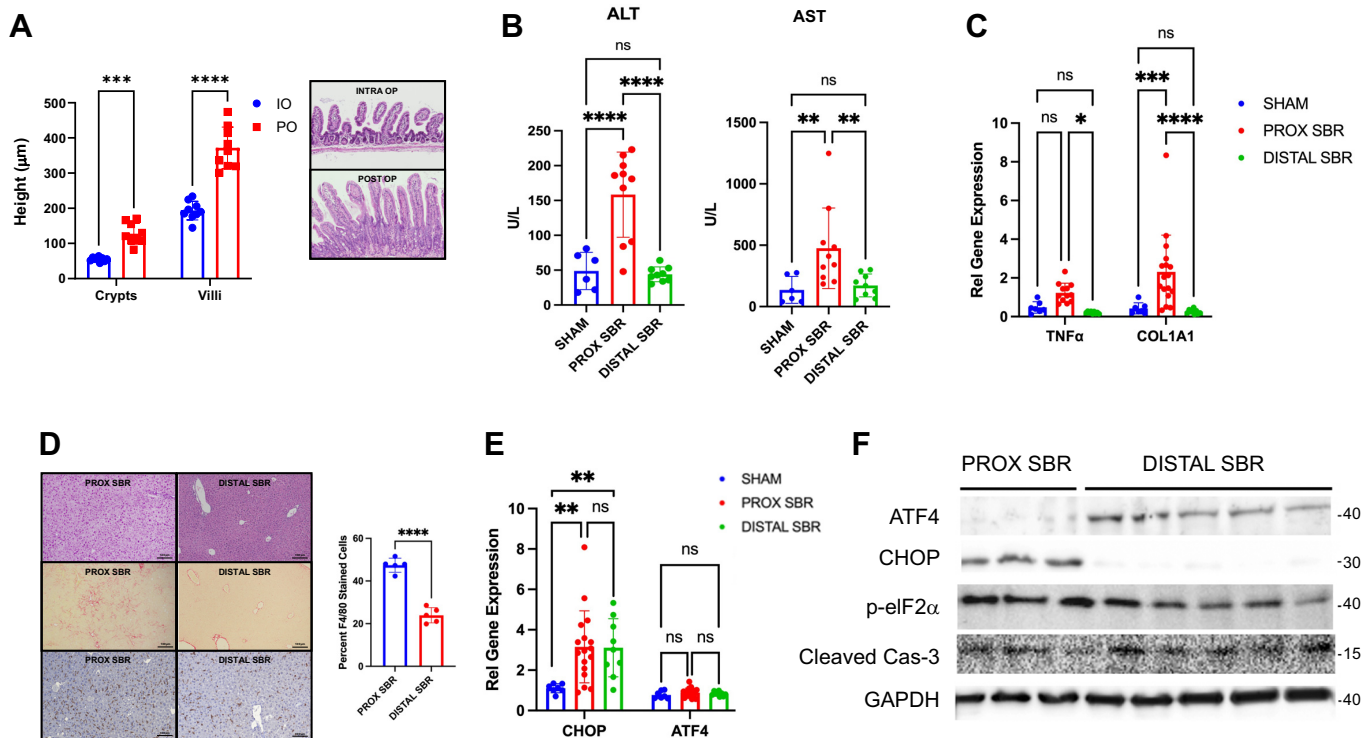 A
*** ****
500
400
300
200
100
0
Height (µm)
Crypts Villi
IO
PO
INTRA OP
POST OP
B
ALT
ns
****
****
250
200
150
100
50
0
U/L
SHAM
PROX SBR
DISTAL SBR
AST
ns
** **
1500
1000
500
0
U/L
SHAM
PROX SBR
DISTAL SBR
C
ns
ns
***
ns *
****
10
8
6
4
2
0
Rel Gene Expression
TNFα COL1A1
SHAM
PROX SBR
DISTAL SBR
D
PROX SBR DISTAL SBR
PROX SBR DISTAL SBR
PROX SBR DISTAL SBR
****
60
40
20
0
Percent F4/80 Stained Cells
PROX SBR
DISTAL SBR
E
**
** ns
ns
ns ns
10
8
6
4
2
0
Rel Gene Expression
CHOP ATF4
SHAM
PROX SBR
DISTAL SBR
F
PROX SBR DISTAL SBR
ATF4 -40
CHOP -30
p-eIF2α -40
Cleaved Cas-3 -15
GAPDH -40